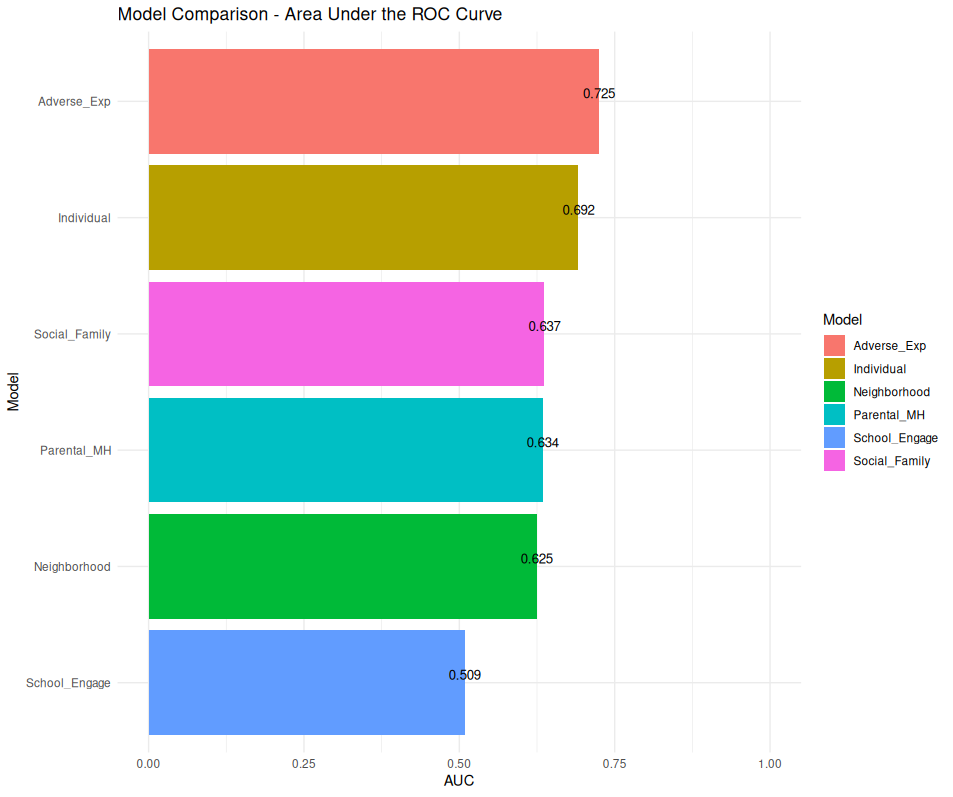 Model Comparison - Area Under the ROC Curve
Adverse_Exp
0.725
Individual
0.692
Social_Family
0.637
Parental_MH
0.634
Neighborhood
0.625
School_Engage
0.509
Model
0.00 0.25 0.50 0.75 1.00
AUC
Model
Adverse_Exp
Individual
Neighborhood
Parental_MH
School_Engage
Social_Family